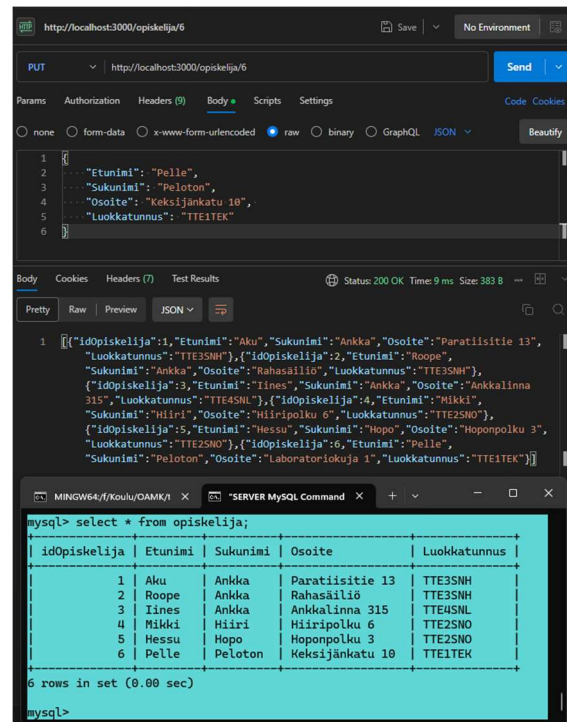 http://localhost:3000/opiskelija/6 Save No Environment
PUT http://localhost:3000/opiskelija/6 Send
Params Authorization Headers (9) Body Scripts Settings Code Cookies
none form-data x-www-form-urlencoded raw binary GraphQL JSON Beautify
1 {
2 "Etunimi": "Pelle",
3 "Sukunimi": "Peloton",
4 "Osoite": "Keksijänkatu 10",
5 "Luokkatunnus": "TTE1TEK"
6 }
Body Cookies Headers (7) Test Results Status: 200 OK Time: 9 ms Size: 383 B
Pretty Raw Preview JSON
1 [{"idOpiskelija":1,"Etunimi":"Aku","Sukunimi":"Ankka","Osoite":"Paratiisitie 13",
"Luokkatunnus":"TTE3SNH"},{"idOpiskelija":2,"Etunimi":"Roope",
"Sukunimi":"Ankka","Osoite":"Rahasäiliö","Luokkatunnus":"TTE3SNH"},
{"idOpiskelija":3,"Etunimi":"Iines","Sukunimi":"Ankka","Osoite":"Ankkalinna
315","Luokkatunnus":"TTE4SNL"},{"idOpiskelija":4,"Etunimi":"Mikki",
"Sukunimi":"Hiiri","Osoite":"Hiiripolku 6","Luokkatunnus":"TTE2SNO"},
{"idOpiskelija":5,"Etunimi":"Hessu","Sukunimi":"Hopo","Osoite":"Hoponpolku 3",
"Luokkatunnus":"TTE2SNO"},{"idOpiskelija":6,"Etunimi":"Pelle",
"Sukunimi":"Peloton","Osoite":"Laboratoriokuja 1","Luokkatunnus":"TTE1TEK"}]
MINGW64:/f/Koulu/OAMK/t "SERVER MySQL Command
mysql> select * from opiskelija;
| idOpiskelija | Etunimi | Sukunimi | Osoite | Luokkatunnus |
| 1 | Aku | Ankka | Paratiisitie 13 | TTE3SNH |
| 2 | Roope | Ankka | Rahasäiliö | TTE3SNH |
| 3 | Iines | Ankka | Ankkalinna 315 | TTE4SNL |
| 4 | Mikki | Hiiri | Hiiripolku 6 | TTE2SNO |
| 5 | Hessu | Hopo | Hoponpolku 3 | TTE2SNO |
| 6 | Pelle | Peloton | Keksijänkatu 10 | TTE1TEK |
6 rows in set (0.00 sec)
mysql>